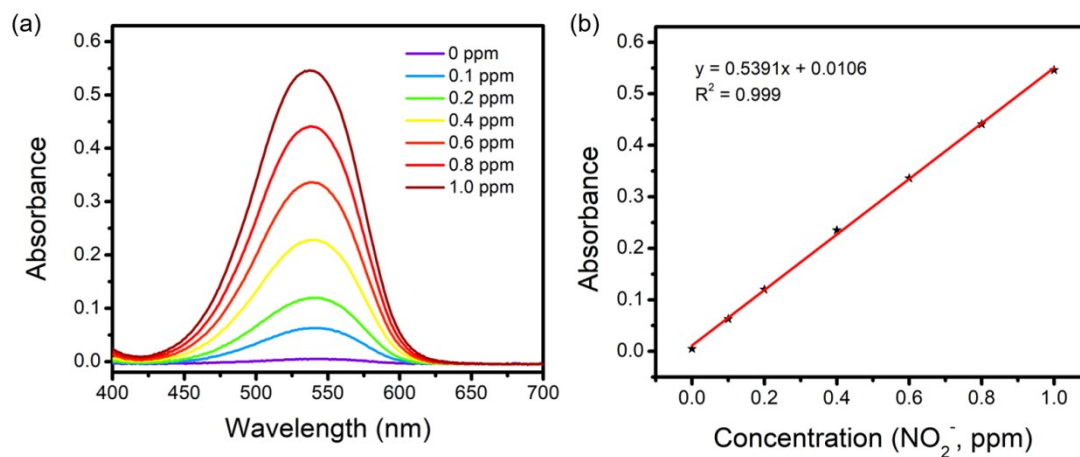 (a)
0.6
0.5
0.4
0.3
0.2
0.1
0.0
Absorbance
0 ppm
0.1 ppm
0.2 ppm
0.4 ppm
0.6 ppm
0.8 ppm
1.0 ppm
400 450 500 550 600 650 700
Wavelength (nm)
(b)
0.6
0.5
0.4
0.3
0.2
0.1
0.0
Absorbance
y = 0.5391x + 0.0106
R² = 0.999
0.0 0.2 0.4 0.6 0.8 1.0
Concentration (NO₂⁻, ppm)